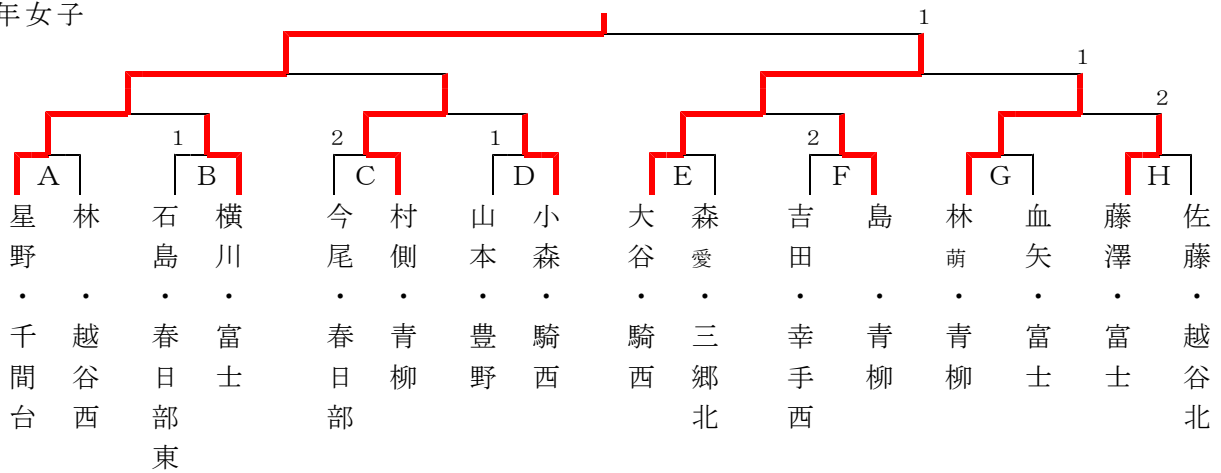 年女子
1
1
2
1
2
1
2
A
B
C
D
E
F
G
H
星野・千間台
林・越谷西
石島・春日部東
横川・富士
今尾・春日部
村側・青柳
山本・豊野
小森・騎西
大谷・騎西
森愛・三郷北
吉田・幸手西
島・青柳
林萌・青柳
血矢・富士
藤澤・富士
佐藤・越谷北